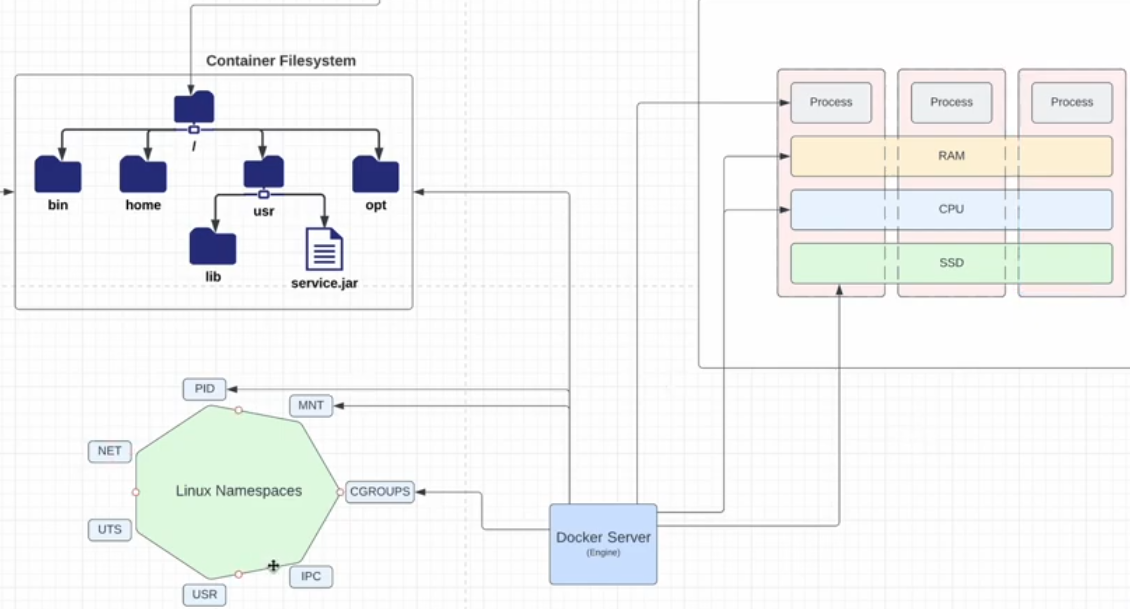 Container Filesystem
/
bin
home
usr
opt
lib
service.jar
Process
Process
Process
RAM
CPU
SSD
PID
MNT
NET
Linux Namespaces
CGROUPS
UTS
IPC
USR
Docker Server
(Engine)